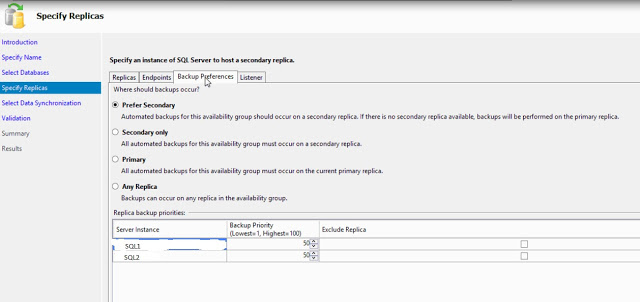 Specify Replicas
Introduction
Specify Name
Select Databases
Specify Replicas
Select Data Synchronization
Validation
Summary
Results
Specify an instance of SQL Server to host a secondary replica.
Replicas Endpoints Backup Preferences Listener
Where should backups occur?
Prefer Secondary
Automated backups for this availability group should occur on a secondary replica. If there is no secondary replica available, backups will be performed on the primary replica.
Secondary only
All automated backups for this availability group must occur on a secondary replica.
Primary
All automated backups for this availability group must occur on the current primary replica.
Any Replica
Backups can occur on any replica in the availability group.
Replica backup priorities:
Server Instance Backup Priority (Lowest=1, Highest=100) Exclude Replica
SQL1 50
SQL2 50